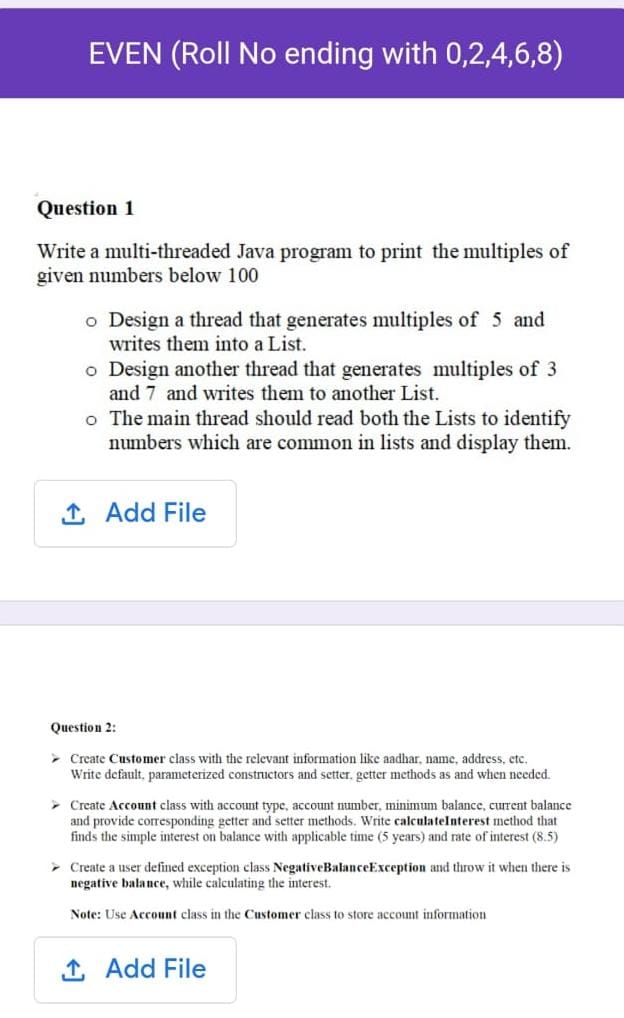 EVEN (Roll No ending with 0,2,4,6,8)
Question 1
Write a multi-threaded Java program to print the multiples of
given numbers below 100
o Design a thread that generates multiples of 5 and
writes them into a List.
o Design another thread that generates multiples of 3
and 7 and writes them to another List.
o The main thread should read both the Lists to identify
numbers which are common in lists and display them.
Add File
Question 2:
➢ Create Customer class with the relevant information like aadhar, name, address, etc.
Write default, parameterized constructors and setter, getter methods as and when needed.
➢ Create Account class with account type, account number, minimum balance, current balance
and provide corresponding getter and setter methods. Write calculateInterest method that
finds the simple interest on balance with applicable time (5 years) and rate of interest (8.5)
➢ Create a user defined exception class NegativeBalanceException and throw it when there is
negative balance, while calculating the interest.
Note: Use Account class in the Customer class to store account information
Add File